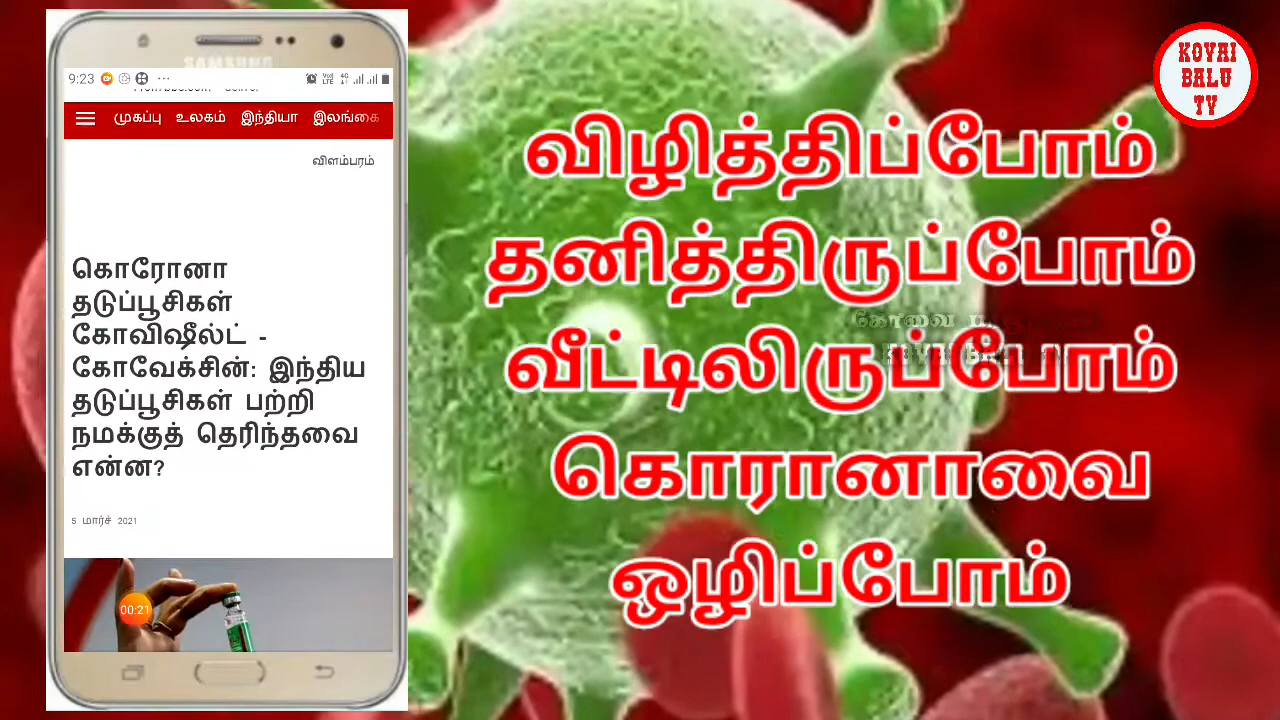 SAMSUNG
9:23
முகப்பு உலகம் இந்தியா இலங்கை
விளம்பரம்
கொரோனா
தடுப்பூசிகள்
கோவிஷீல்ட் -
கோவேக்சின்: இந்திய
தடுப்பூசிகள் பற்றி
நமக்குத் தெரிந்தவை
என்ன?
5 மார்ச் 2021
00:21
விழித்திப்போம்
தனித்திருப்போம்
வீட்டிலிருப்போம்
கொரானாவை
ஒழிப்போம்
KOVAI
BALU
TV